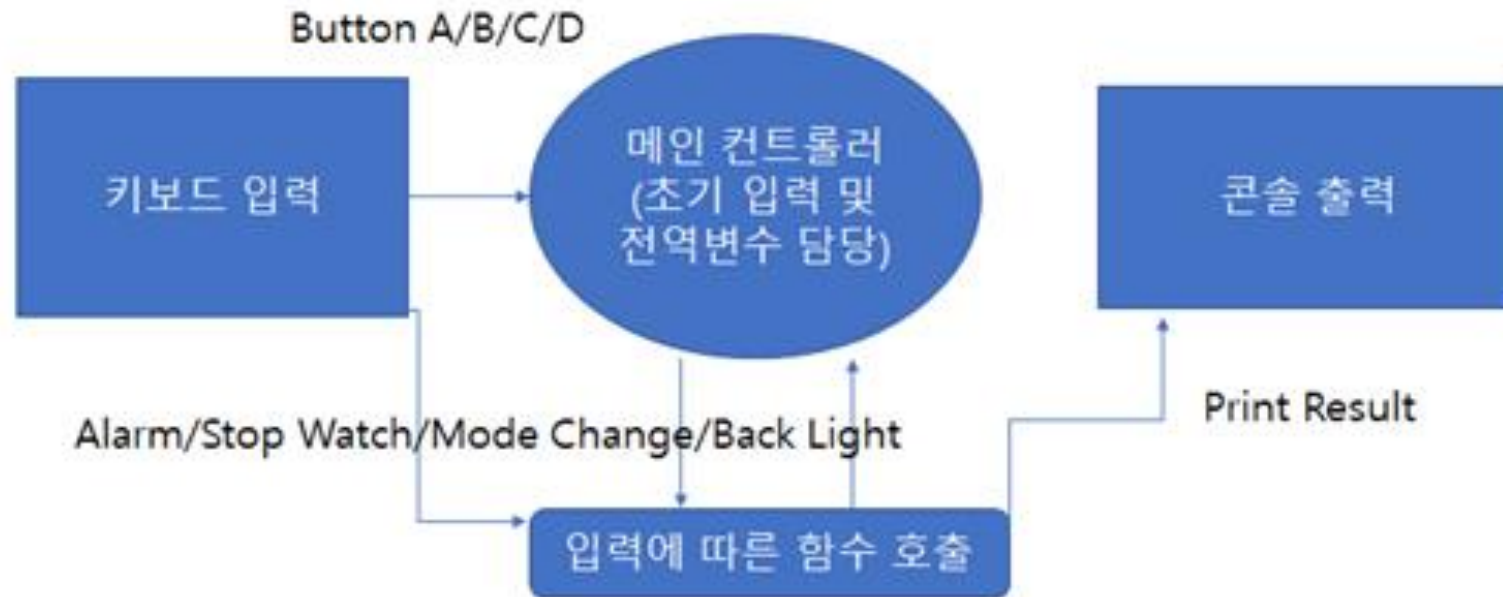 Button A/B/C/D
키보드 입력
메인 컨트롤러
(초기 입력 및
전역변수 담당)
콘솔 출력
Alarm/Stop Watch/Mode Change/Back Light
Print Result
입력에 따른 함수 호출